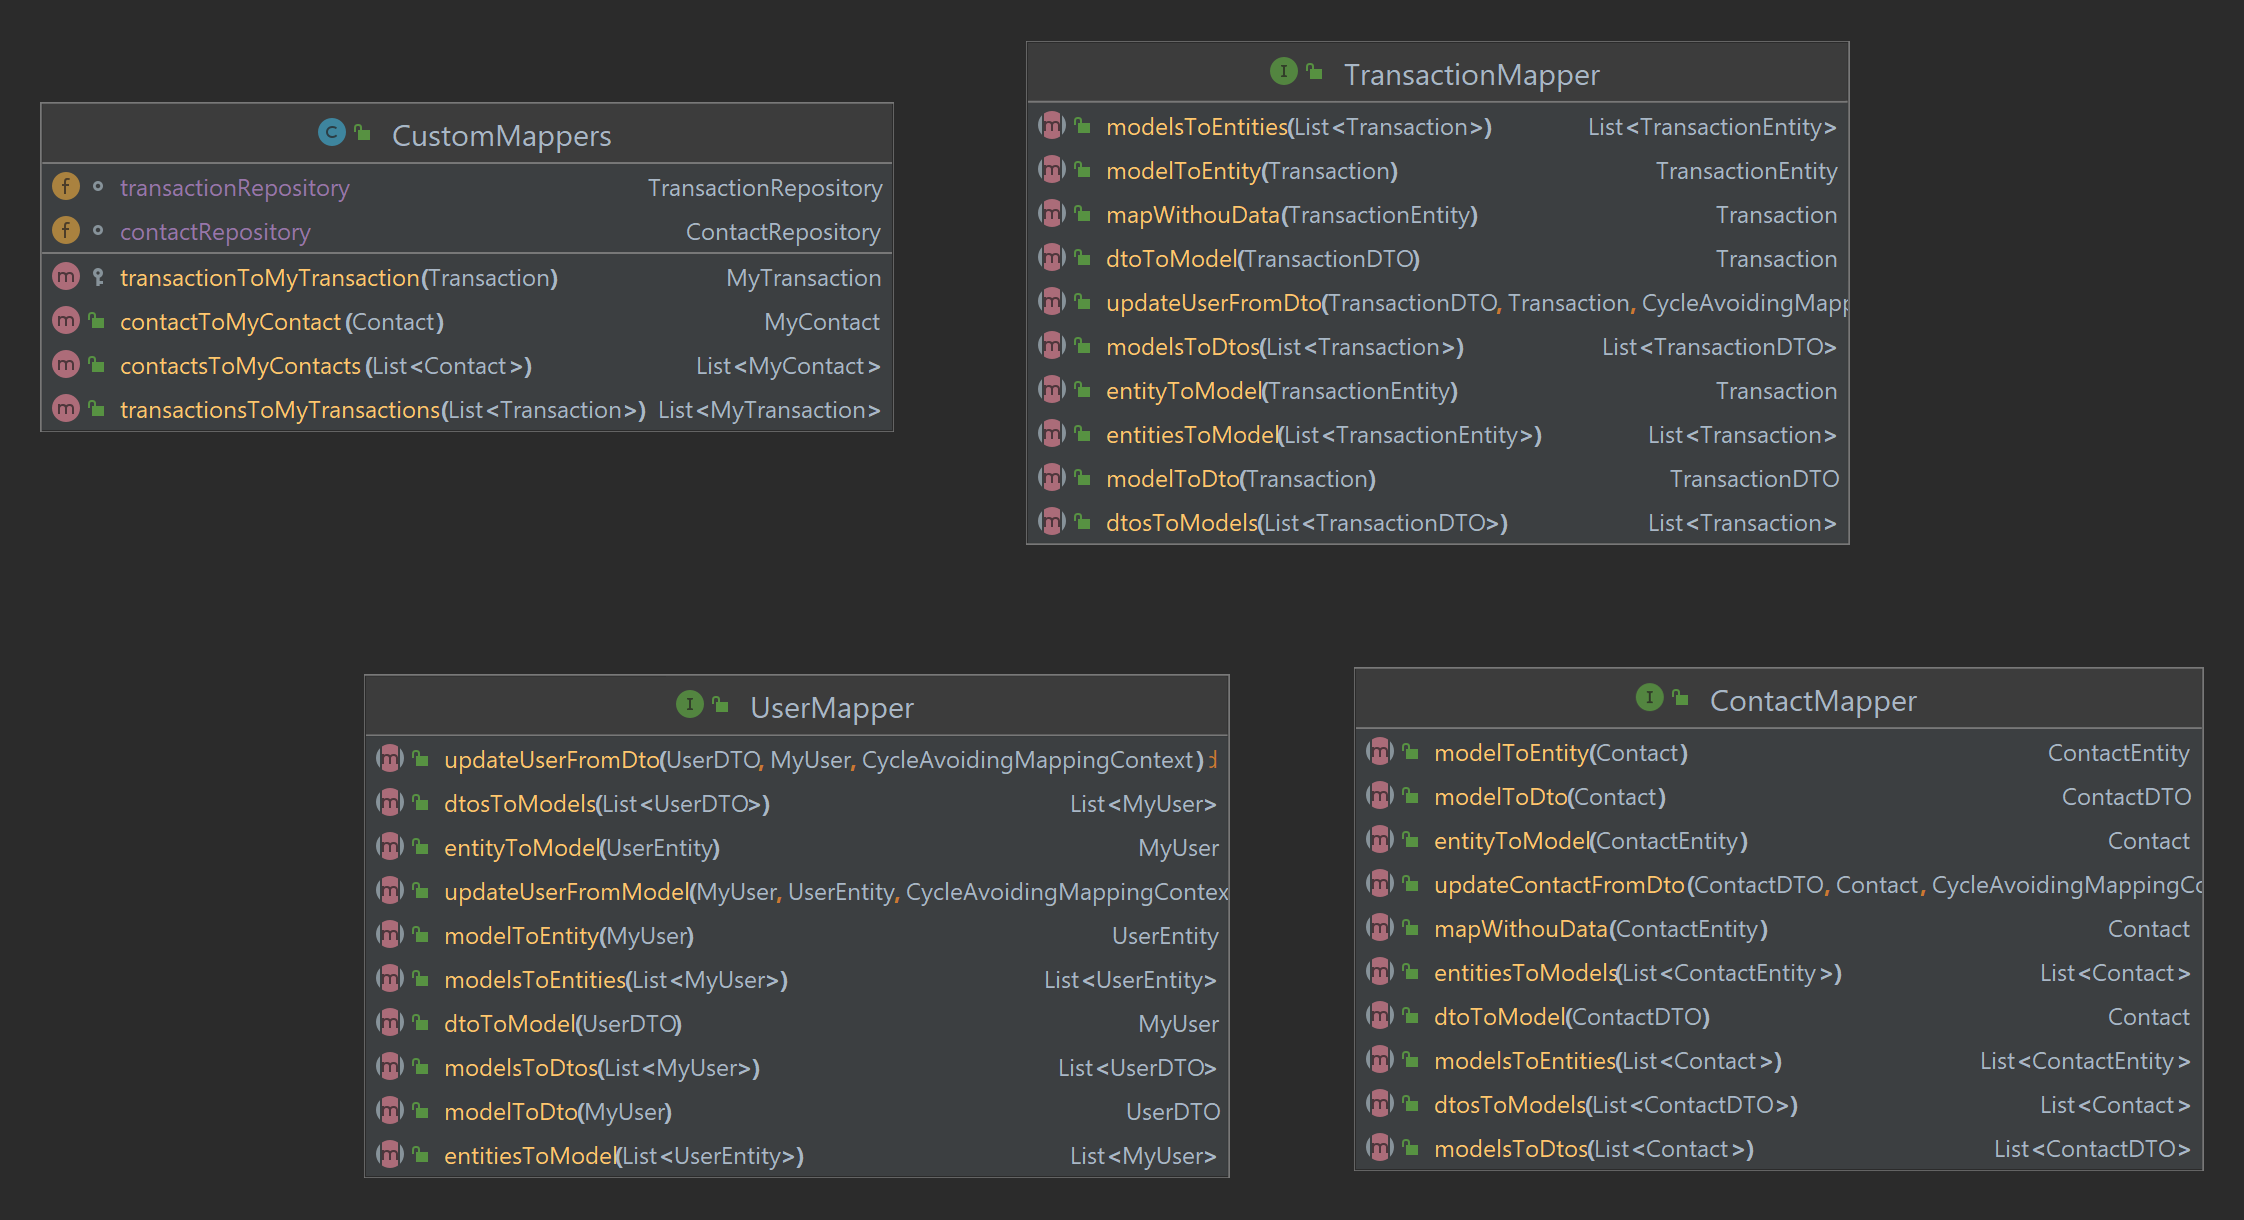 CustomMappers
transactionRepository TransactionRepository
contactRepository ContactRepository
transactionToMyTransaction(Transaction) MyTransaction
contactToMyContact(Contact) MyContact
contactsToMyContacts(List<Contact>) List<MyContact>
transactionsToMyTransactions(List<Transaction>) List<MyTransaction>
TransactionMapper
modelsToEntities(List<Transaction>) List<TransactionEntity>
modelToEntity(Transaction) TransactionEntity
mapWithouData(TransactionEntity) Transaction
dtoToModel(TransactionDTO) Transaction
updateUserFromDto(TransactionDTO, Transaction, CycleAvoidingMapp
modelsToDtos(List<Transaction>) List<TransactionDTO>
entityToModel(TransactionEntity) Transaction
entitiesToModel(List<TransactionEntity>) List<Transaction>
modelToDto(Transaction) TransactionDTO
dtosToModels(List<TransactionDTO>) List<Transaction>
UserMapper
updateUserFromDto(UserDTO, MyUser, CycleAvoidingMappingContext)
dtosToModels(List<UserDTO>) List<MyUser>
entityToModel(UserEntity) MyUser
updateUserFromModel(MyUser, UserEntity, CycleAvoidingMappingContex
modelToEntity(MyUser) UserEntity
modelsToEntities(List<MyUser>) List<UserEntity>
dtoToModel(UserDTO) MyUser
modelsToDtos(List<MyUser>) List<UserDTO>
modelToDto(MyUser) UserDTO
entitiesToModel(List<UserEntity>) List<MyUser>
ContactMapper
modelToEntity(Contact) ContactEntity
modelToDto(Contact) ContactDTO
entityToModel(ContactEntity) Contact
updateContactFromDto(ContactDTO, Contact, CycleAvoidingMappingCo
mapWithouData(ContactEntity) Contact
entitiesToModels(List<ContactEntity>) List<Contact>
dtoToModel(ContactDTO) Contact
modelsToEntities(List<Contact>) List<ContactEntity>
dtosToModels(List<ContactDTO>) List<Contact>
modelsToDtos(List<Contact>) List<ContactDTO>